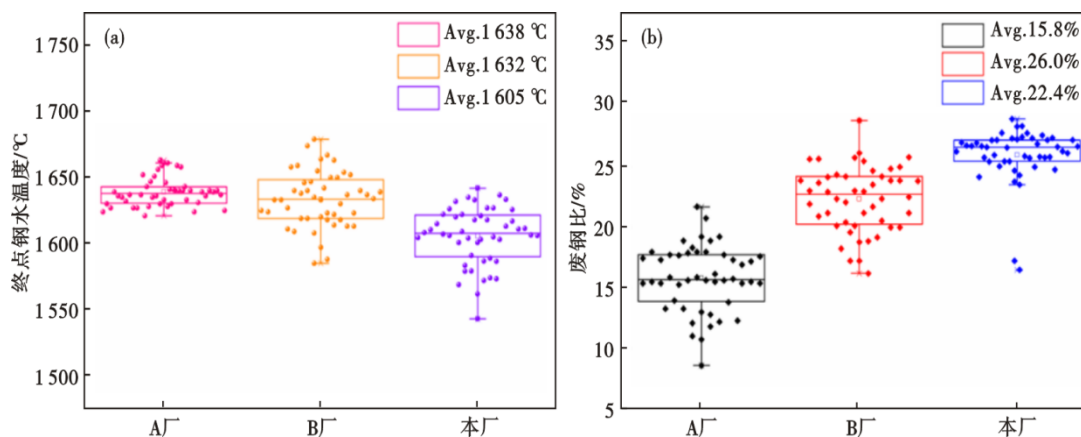 (a)
Avg.1 638 ℃
Avg.1 632 ℃
Avg.1 605 ℃
终点钢水温度/℃
1 750
1 700
1 650
1 600
1 550
1 500
A厂
B厂
本厂
(b)
Avg.15.8%
Avg.26.0%
Avg.22.4%
废钢比/%
35
30
25
20
15
10
5
A厂
B厂
本厂